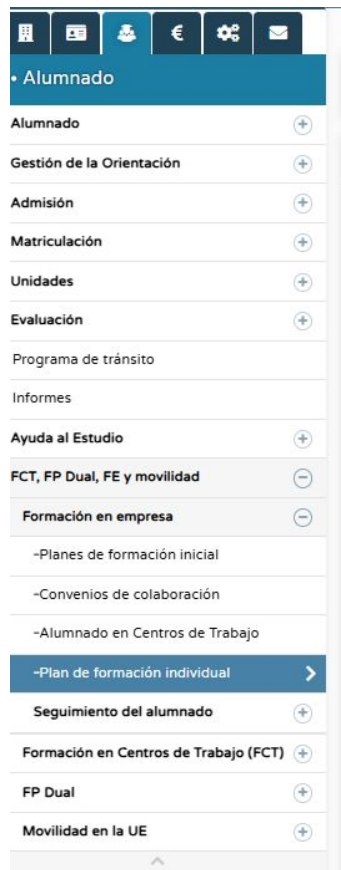 €
• Alumnado
Alumnado
Gestión de la Orientación
Admisión
Matriculación
Unidades
Evaluación
Programa de tránsito
Informes
Ayuda al Estudio
FCT, FP Dual, FE y movilidad
Formación en empresa
-Planes de formación inicial
-Convenios de colaboración
-Alumnado en Centros de Trabajo
-Plan de formación individual
Seguimiento del alumnado
Formación en Centros de Trabajo (FCT)
FP Dual
Movilidad en la UE